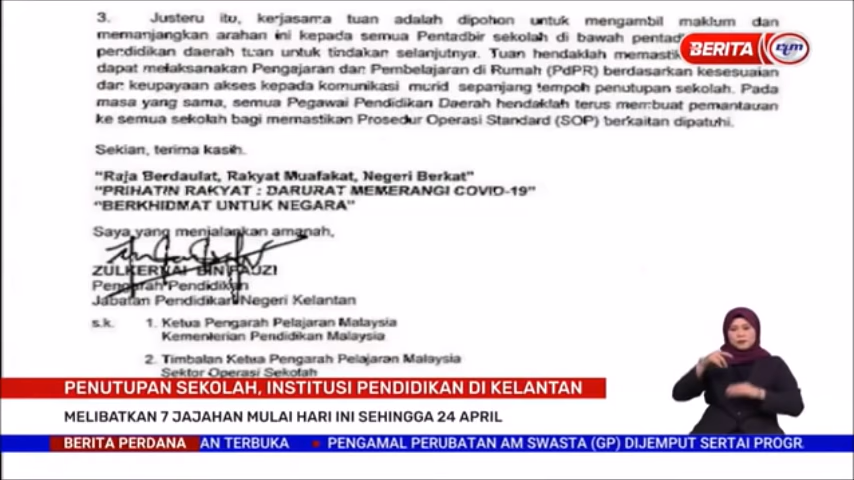 3. Justeru itu, kerjasama tuan adalah dipohon untuk mengambil maklum dan
memanjangkan arahan ini kepada semua Pentadbir sekolah di bawah
pendidikan daerah tuan untuk tindakan selanjutnya. Tuan hendaklah
dapat melaksanakan Pengajaran dan Pembelajaran di Rumah (PdPR) berdasarkan kesesuaian
dan keupayaan akses kepada komunikasi murid sepanjang tempoh penutupan sekolah. Pada
masa yang sama, semua Pegawai Pendidikan Daerah hendaklah terus membuat pemantauan
ke semua sekolah bagi memastikan Prosedur Operasi Standard (SOP) berkaitan dipatuhi.
BERITA RTM
Sekian, terima kasih.
"Raja Berdaulat, Rakyat Muafakat, Negeri Berkat"
"PRIHATIN RAKYAT : DARURAT MEMERANGI COVID-19"
"BERKHIDMAT UNTUK NEGARA"
Saya yang menjalankan amanah,
BIN FAUZI
Pengarah Pendidikan
Jabatan Pendidikan Negeri Kelantan
s.k. 1. Ketua Pengarah Pelajaran Malaysia
Kementerian Pendidikan Malaysia
2. Timbalan Ketua Pengarah Pelajaran Malaysia
Sektor Operasi Sekolah
PENUTUPAN SEKOLAH, INSTITUSI PENDIDIKAN DI KELANTAN
MELIBATKAN 7 JAJAHAN MULAI HARI INI SEHINGGA 24 APRIL
BERITA PERDANA AN TERBUKA • PENGAMAL PERUBATAN AM SWASTA (GP) DIJEMPUT SERTAI PROGR